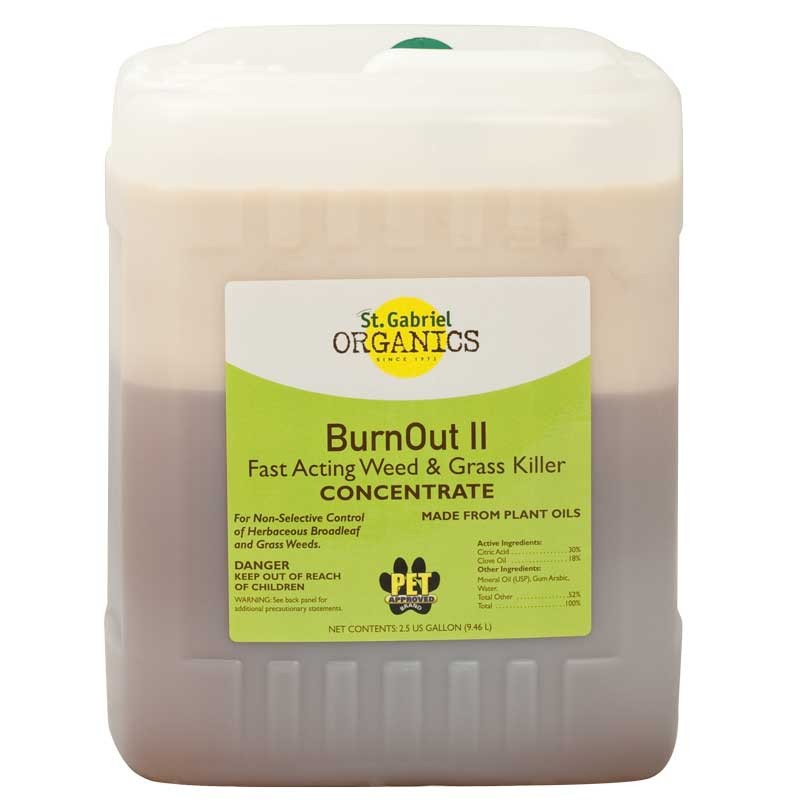 St. Gabriel
ORGANICS
SINCE 1973
BurnOut II
Fast Acting Weed & Grass Killer
CONCENTRATE
For Non-Selective Control
of Herbaceous Broadleaf
and Grass Weeds.
DANGER
KEEP OUT OF REACH
OF CHILDREN
WARNING: See back panel for
additional precautionary statements.
MADE FROM PLANT OILS
PET
APPROVED
BRAND
Active Ingredients:
Citric Acid . . . . . . . . . . . . . . 30%
Clove Oil . . . . . . . . . . . . . . . 18%
Other Ingredients:
Mineral Oil (USP), Gum Arabic,
Water.
Total Other . . . . . . . . . . . . . 52%
Total . . . . . . . . . . . . . . . . . . 100%
NET CONTENTS: 2.5 US GALLON (9.46 L)